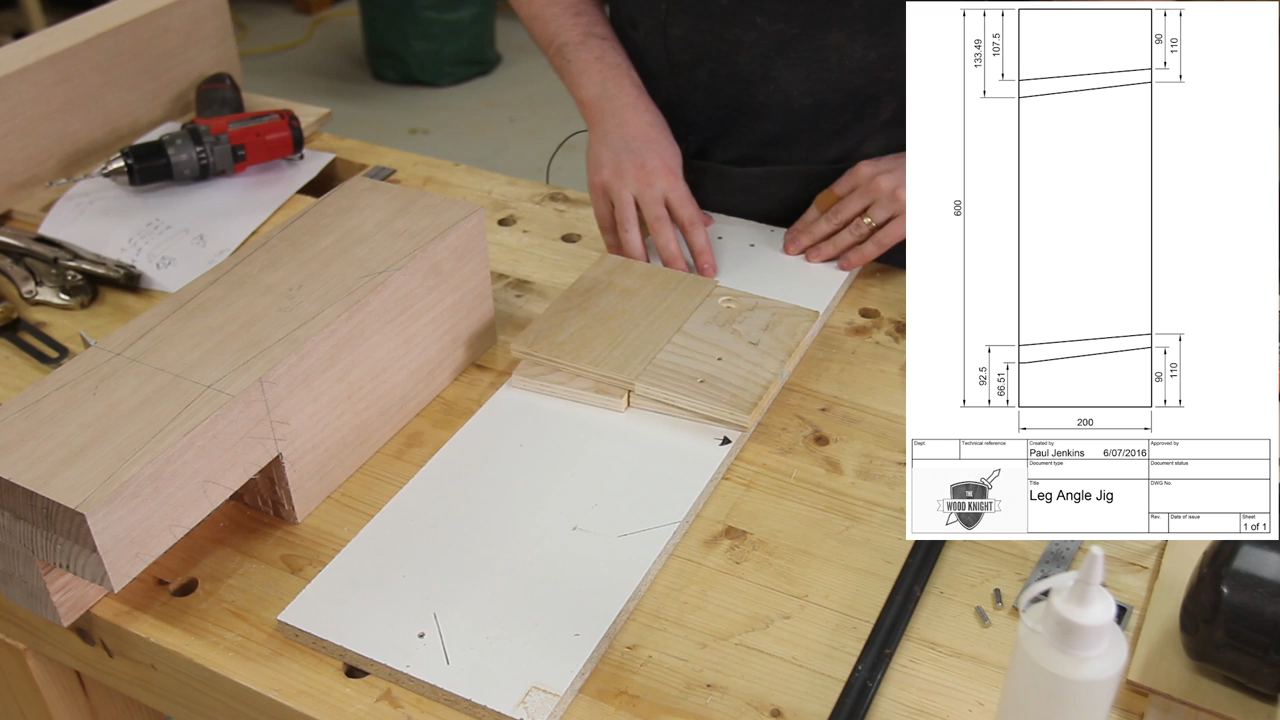 133.49
107.5
90
110
600
92.5
66.51
90
110
200
Dept.
Technical reference
Created by
Approved by
Paul Jenkins 6/07/2016
Document type
Document status
Title
DWG No.
Leg Angle Jig
THE
WOOD KNIGHT
Rev.
Date of issue
Sheet
1 of 1